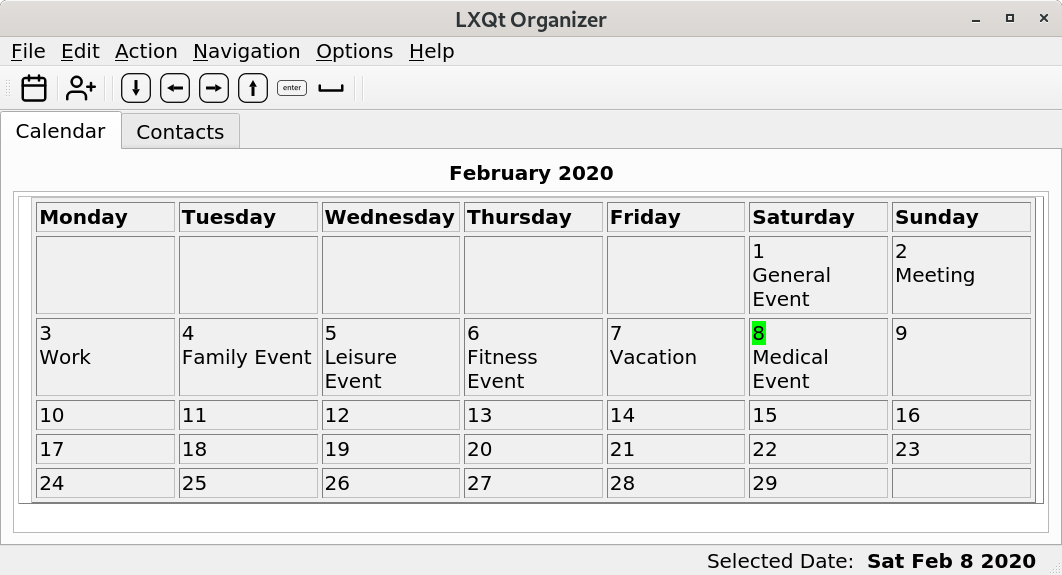 LXQt Organizer
File Edit Action Navigation Options Help
enter
Calendar Contacts
February 2020
Monday Tuesday Wednesday Thursday Friday Saturday Sunday
1 2
General Meeting
Event
3 4 5 6 7 8 9
Work Family Event Leisure Fitness Vacation Medical
Event Event Event
10 11 12 13 14 15 16
17 18 19 20 21 22 23
24 25 26 27 28 29
Selected Date: Sat Feb 8 2020